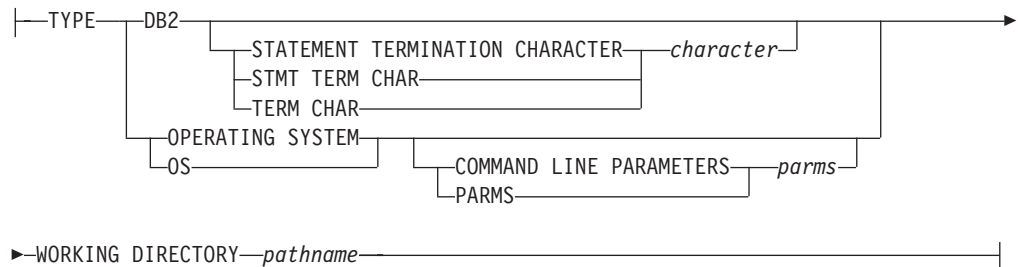 TYPE DB2
STATEMENT TERMINATION CHARACTER character
STMT TERM CHAR
TERM CHAR
OPERATING SYSTEM
OS
COMMAND LINE PARAMETERS parms
PARMS
WORKING DIRECTORY pathname